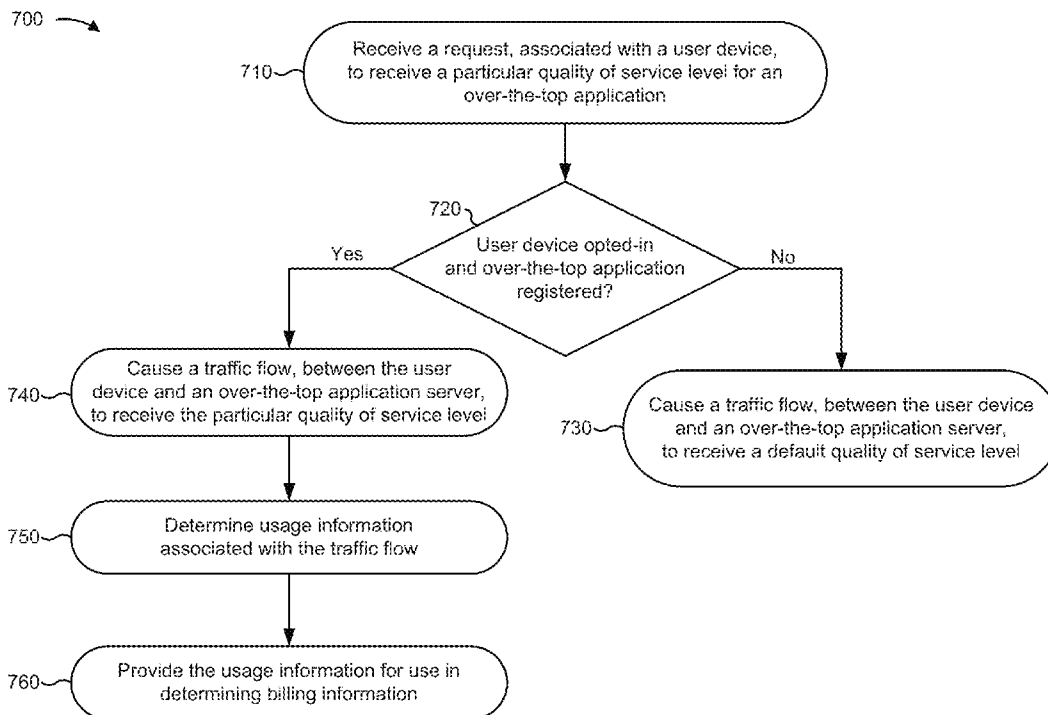 700
710
Receive a request, associated with a user device,
to receive a particular quality of service level for an
over-the-top application
720
User device opted-in
and over-the-top application
registered?
Yes
No
740
Cause a traffic flow, between the user
device and an over-the-top application server,
to receive the particular quality of service level
730
Cause a traffic flow, between the user device
and an over-the-top application server,
to receive a default quality of service level
750
Determine usage information
associated with the traffic flow
760
Provide the usage information for use in
determining billing information